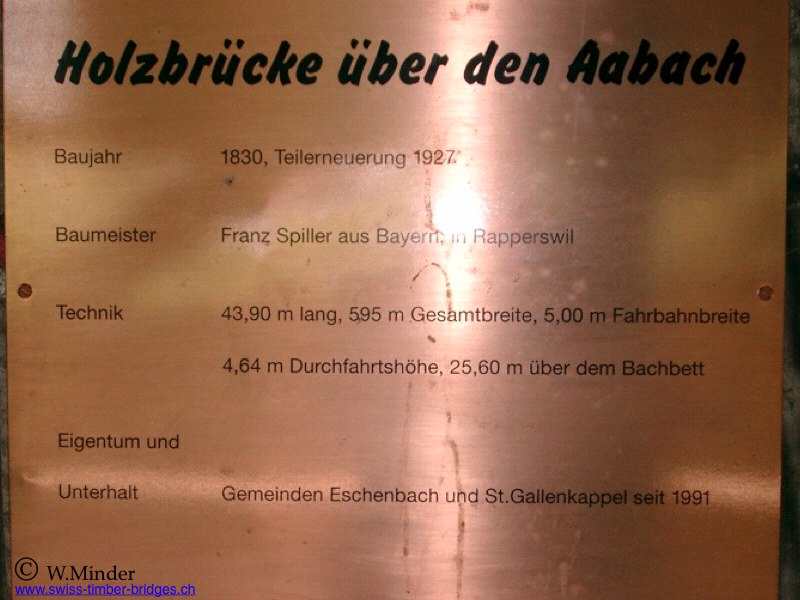 Holzbrücke über den Aabach
Baujahr 1830, Teilerneuerung 1927
Baumeister Franz Spiller aus Bayern, in Rapperswil
Technik 43,90 m lang, 595 m Gesamtbreite, 5,00 m Fahrbahnbreite
4,64 m Durchfahrtshöhe, 25,60 m über dem Bachbett
Eigentum und
Unterhalt Gemeinden Eschenbach und St.Gallenkappel seit 1991
© W.Minder
www.swiss-timber-bridges.ch